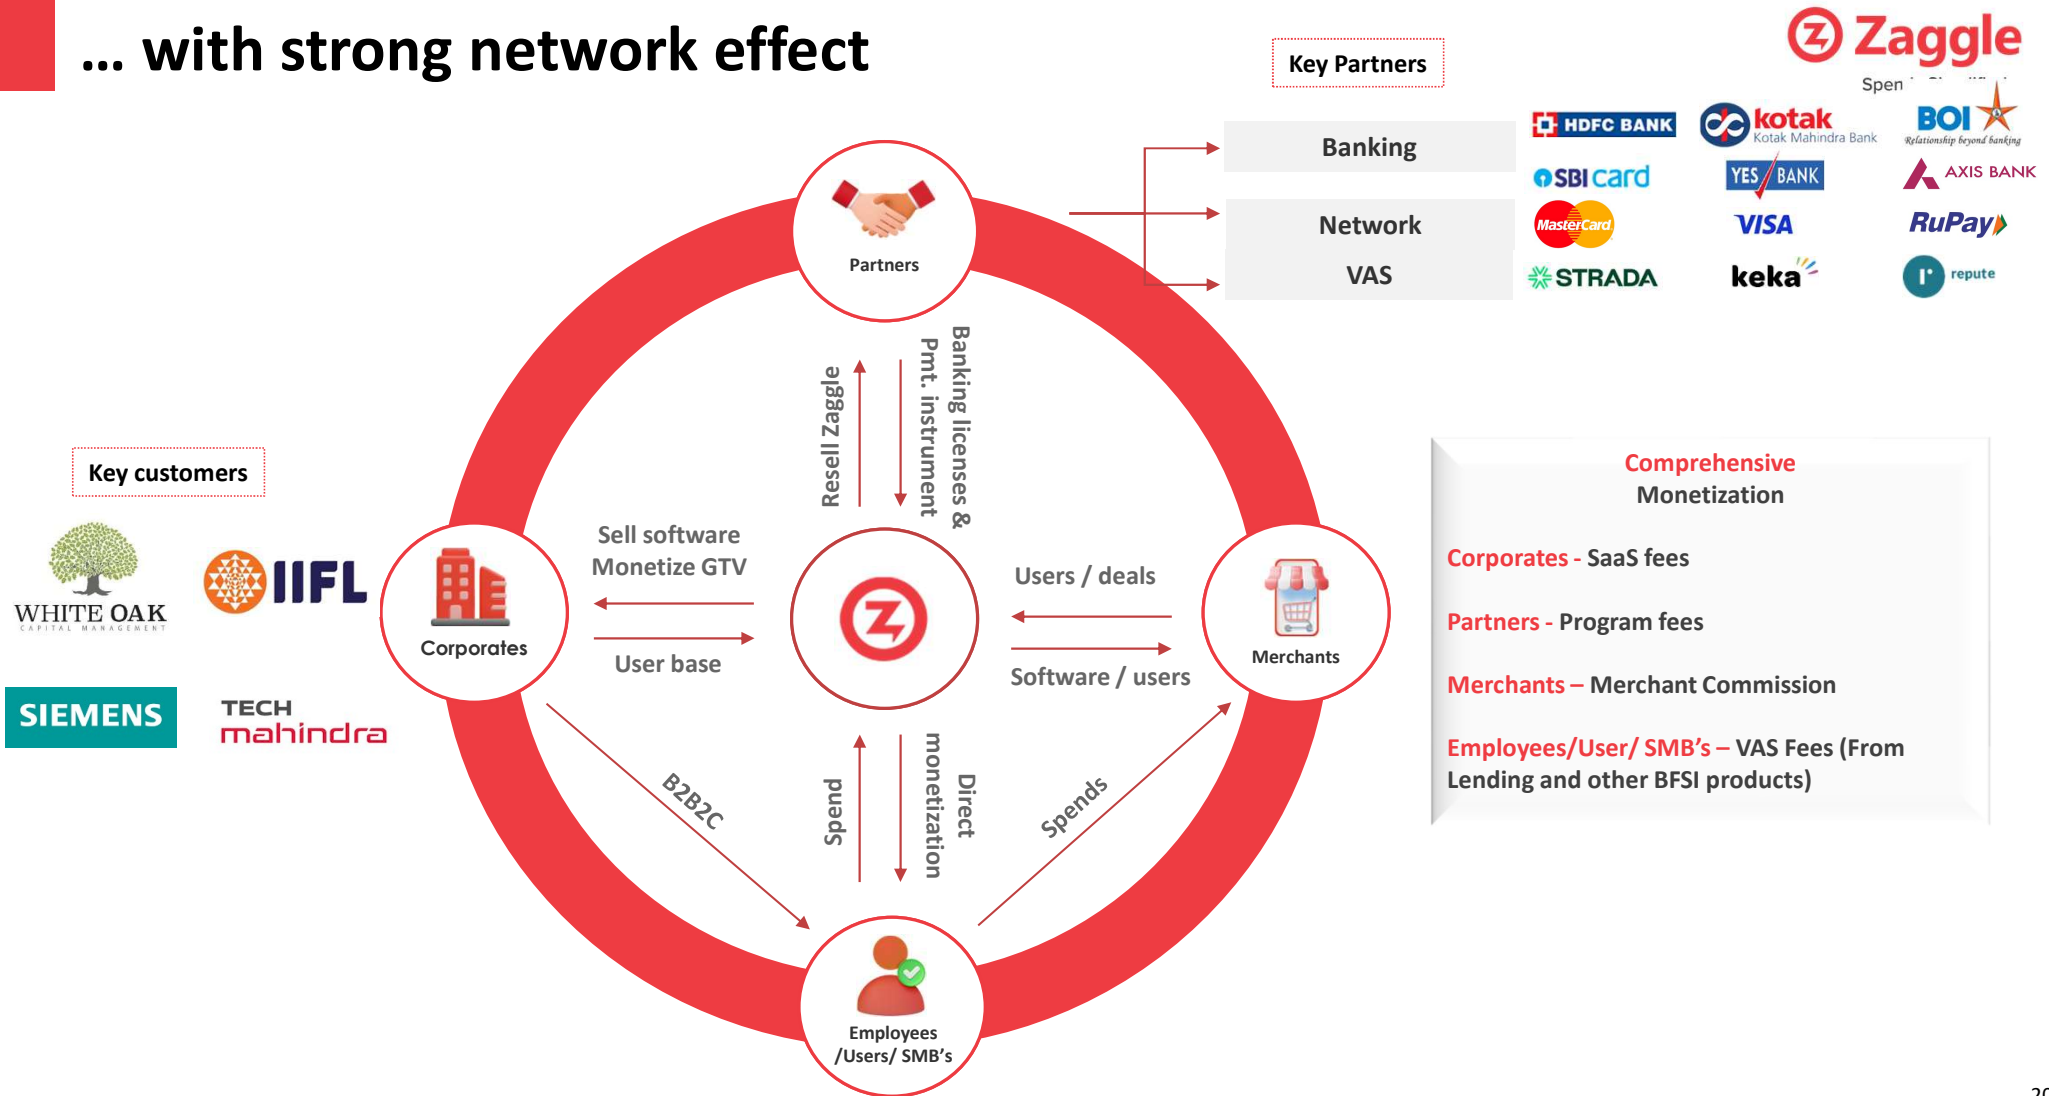 ... with strong network effect
Zaggle
Spen
Key Partners
Banking
Network
VAS
HDFC BANK
kotak
Kotak Mahindra Bank
BOI
Relationship beyond banking
SBI card
YES BANK
AXIS BANK
MasterCard
VISA
RuPay
STRADA
keka
r repute
Partners
Resell Zaggle
Banking licenses &
Pmt. instrument
Key customers
WHITE OAK
CAPITAL MANAGEMENT
IIFL
SIEMENS
TECH
mahindra
Corporates
Sell software
Monetize GTV
User base
Users / deals
Software / users
Merchants
B2B2C
Spend
Direct
monetization
Spends
Employees
/Users/ SMB's
Comprehensive
Monetization
Corporates - SaaS fees
Partners - Program fees
Merchants – Merchant Commission
Employees/User/ SMB's – VAS Fees (From
Lending and other BFSI products)